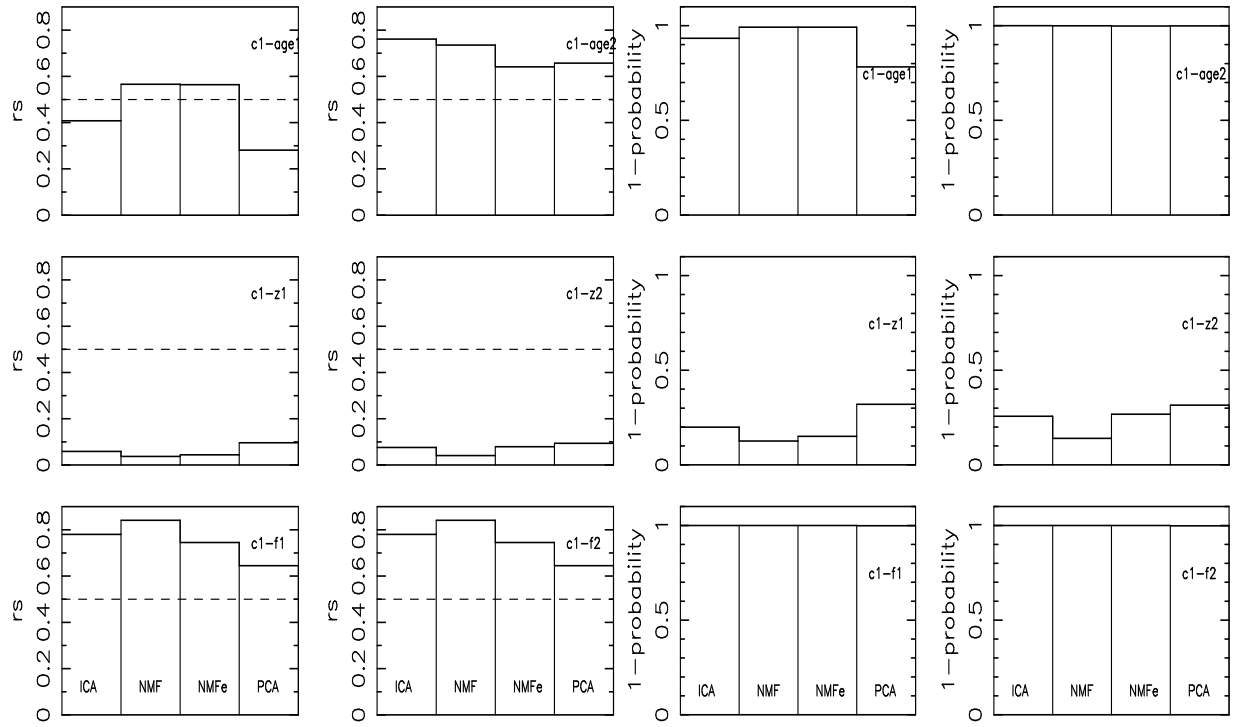 rs
0 0.2 0.4 0.6 0.8
c1-age1
rs
0 0.2 0.4 0.6 0.8
c1-age2
1-probability
0 0.5 1
c1-age1
1-probability
0 0.5 1
c1-age2
rs
0 0.2 0.4 0.6 0.8
c1-z1
rs
0 0.2 0.4 0.6 0.8
c1-z2
1-probability
0 0.5 1
c1-z1
1-probability
0 0.5 1
c1-z2
rs
0 0.2 0.4 0.6 0.8
c1-f1
ICA NMF NMFe PCA
rs
0 0.2 0.4 0.6 0.8
c1-f2
ICA NMF NMFe PCA
1-probability
0 0.5 1
c1-f1
ICA NMF NMFe PCA
1-probability
0 0.5 1
c1-f2
ICA NMF NMFe PCA